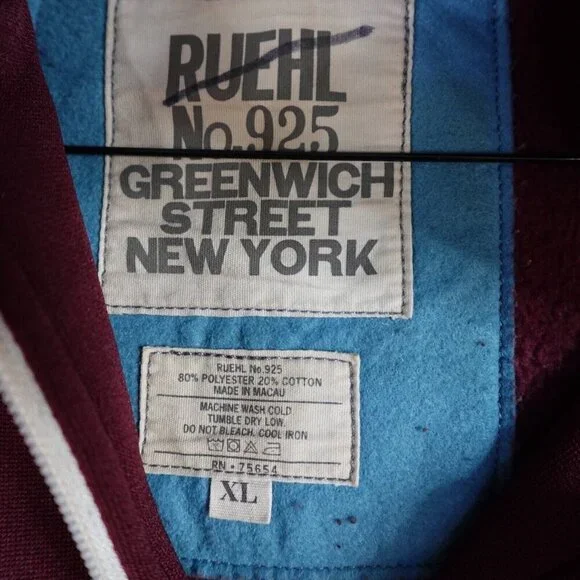 RUEHL
No.925
GREENWICH
STREET
NEW YORK
RUEHL No.925
80% POLYESTER 20% COTTON
MADE IN MACAU
MACHINE WASH COLD
TUMBLE DRY LOW
DO NOT BLEACH. COOL IRON
RN • 75654
XL